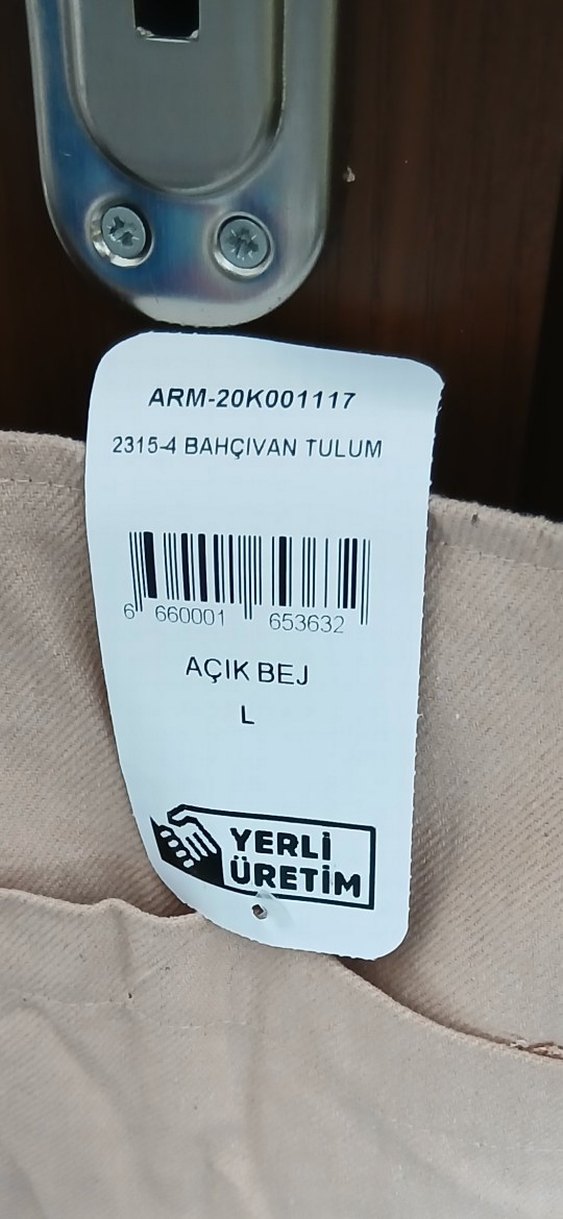 ARM-20K001117
2315-4 BAHÇIVAN TULUM
6 660001 653632
AÇIK BEJ
L
YERLİ
ÜRETİM